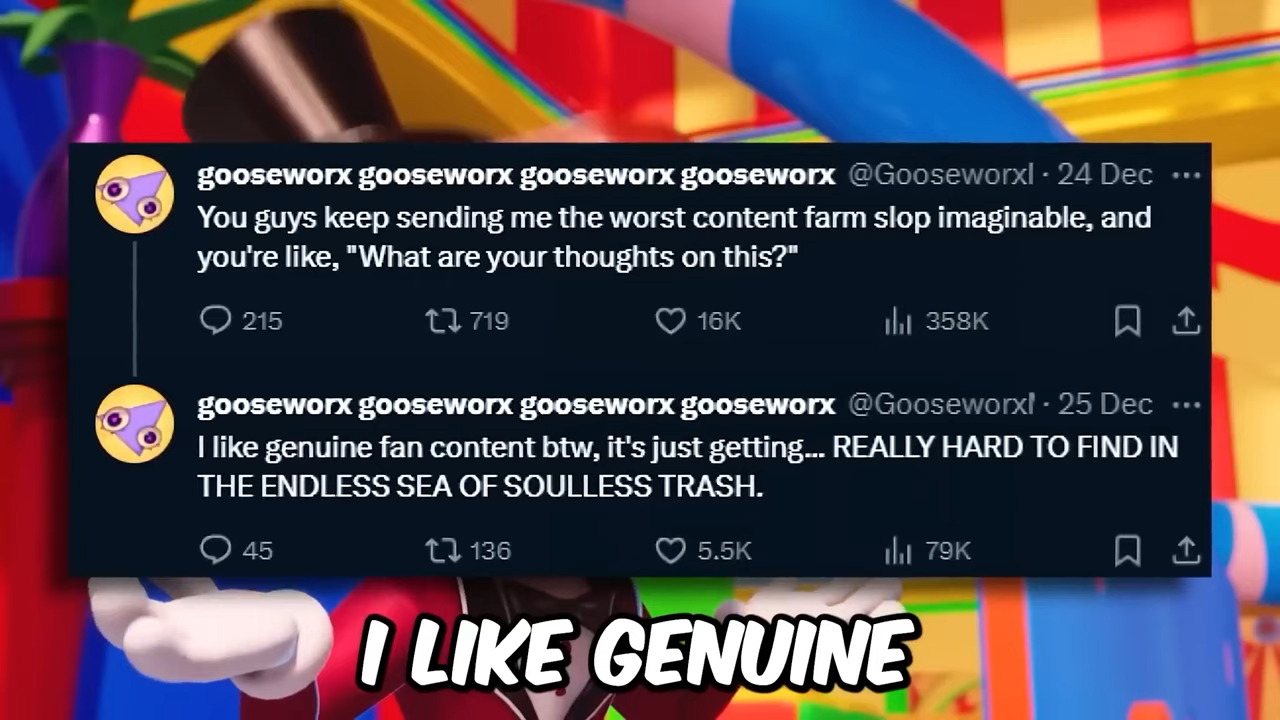 gooseworx gooseworx gooseworx gooseworx @Gooseworxl · 24 Dec ...
You guys keep sending me the worst content farm slop imaginable, and
you're like, "What are your thoughts on this?"
215 719 16K 358K
gooseworx gooseworx gooseworx gooseworx @Gooseworxl · 25 Dec ...
I like genuine fan content btw, it's just getting... REALLY HARD TO FIND IN
THE ENDLESS SEA OF SOULLESS TRASH.
45 136 5.5K 79K
I LIKE GENUINE